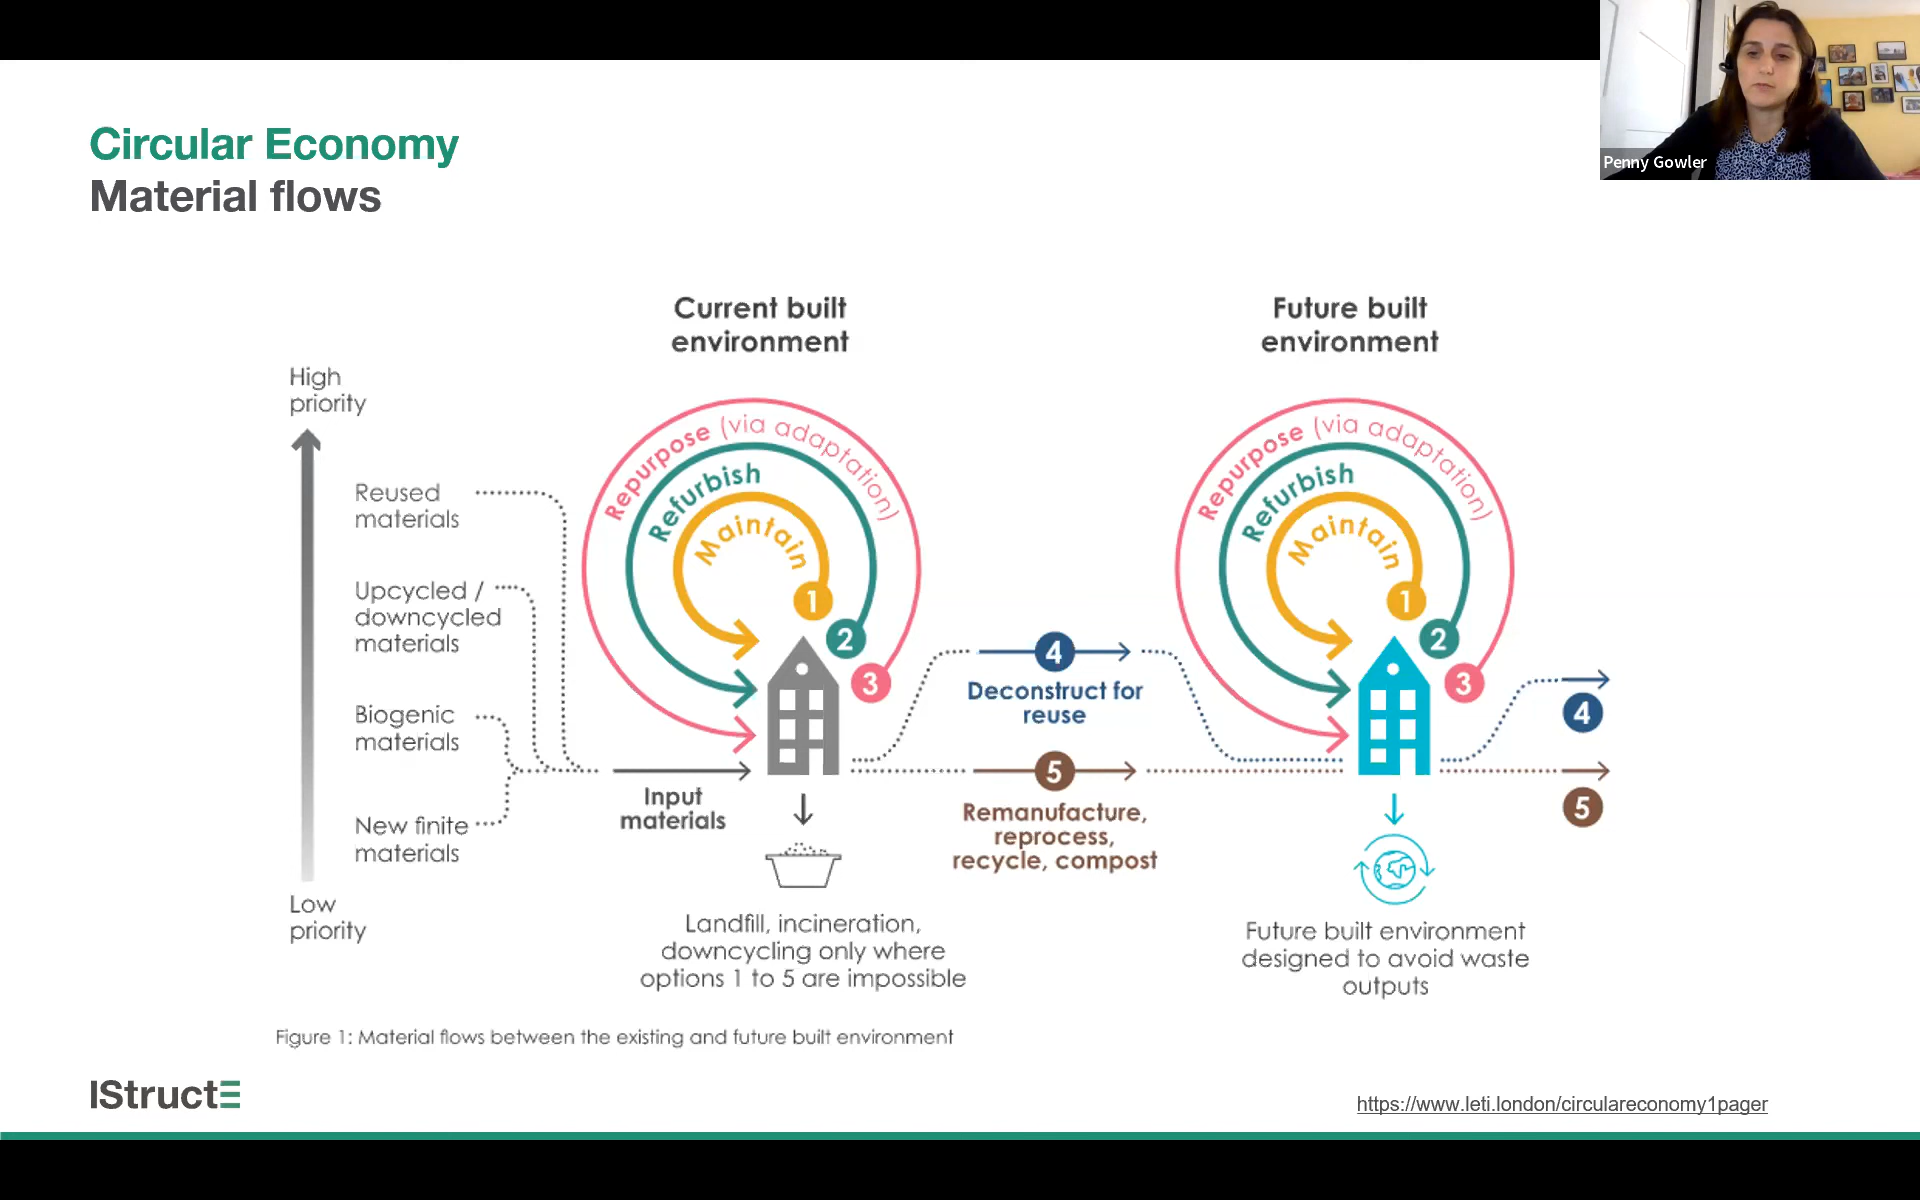 Penny Gowler
Circular Economy
Material flows
Current built
environment
Future built
environment
High
priority
Reused
materials
Upcycled /
downcycled
materials
Biogenic
materials
New finite
materials
Low
priority
Input
materials
Repurpose (via adaptation)
Refurbish
Maintain
1
2
3
Landfill, incineration,
downcycling only where
options 1 to 5 are impossible
4
Deconstruct for
reuse
5
Remanufacture,
reprocess,
recycle, compost
Repurpose (via adaptation)
Refurbish
Maintain
1
2
3
4
5
Future built environment
designed to avoid waste
outputs
Figure 1: Material flows between the existing and future built environment
IStructE
https://www.leti.london/circulareconomy1pager